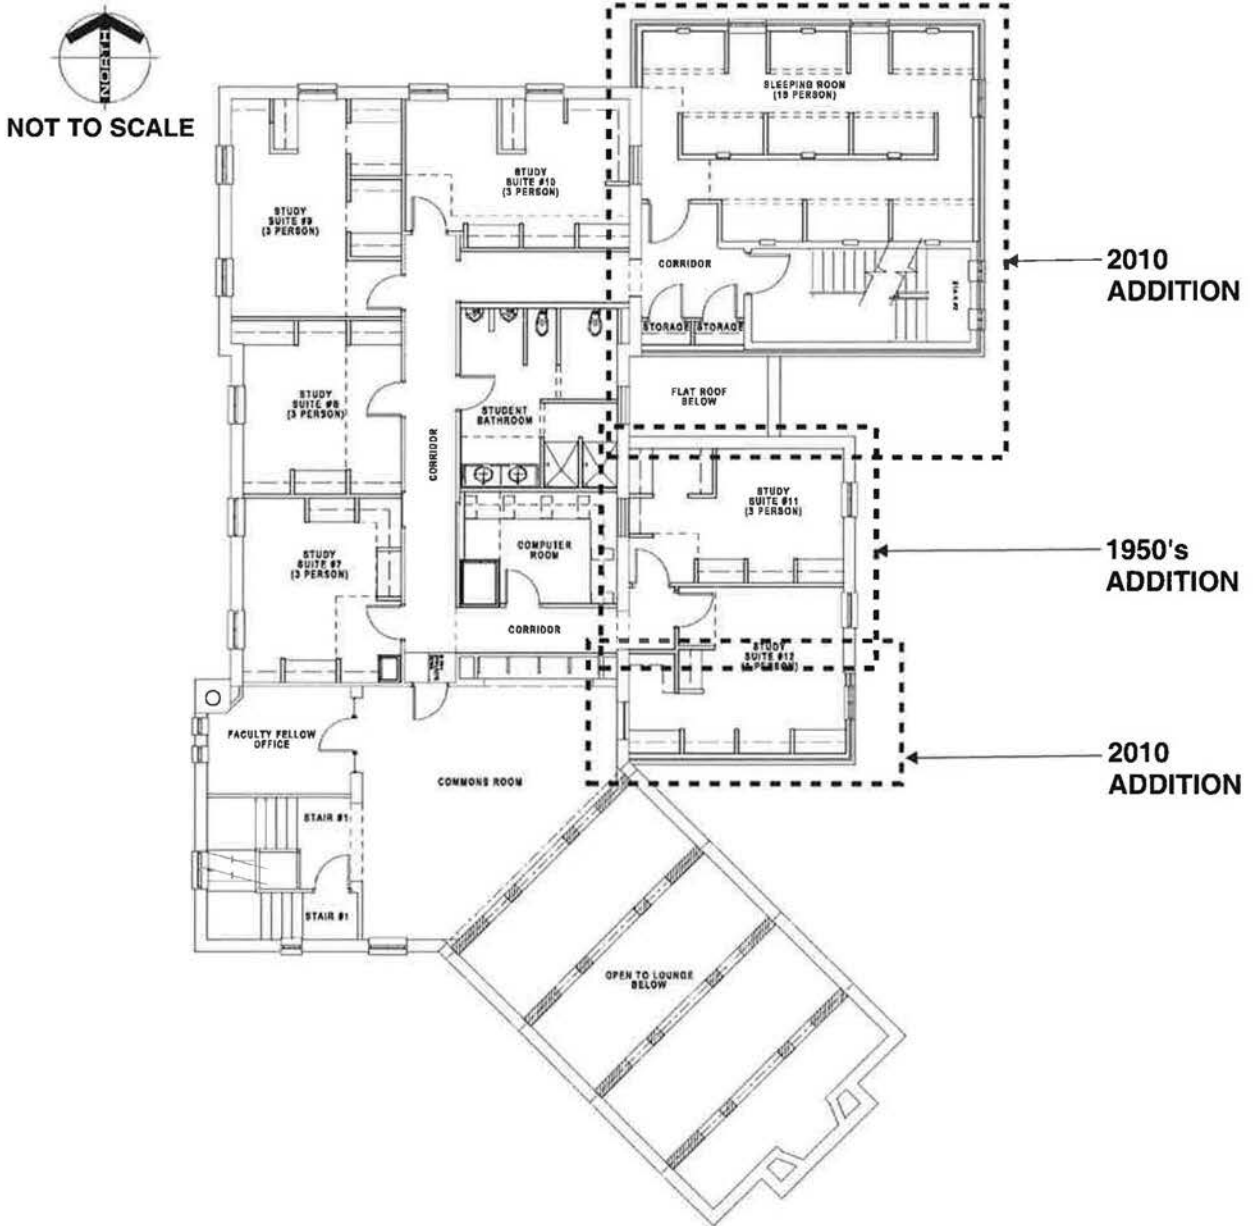 NORTH
NOT TO SCALE
SLEEPING ROOM
(19 PERSON)
STUDY
SUITE #10
(3 PERSON)
STUDY
SUITE #9
(3 PERSON)
CORRIDOR
2010
ADDITION
STORAGE
STORAGE
STUDY
SUITE #8
(3 PERSON)
STUDENT
BATHROOM
FLAT ROOF
BELOW
CORRIDOR
STUDY
SUITE #11
(3 PERSON)
STUDY
SUITE #7
(3 PERSON)
COMPUTER
ROOM
1950's
ADDITION
CORRIDOR
STUDY
SUITE #12
PERSON)
FACULTY FELLOW
OFFICE
COMMONS ROOM
2010
ADDITION
STAIR #1
STAIR #1
OPEN TO LOUNGE
BELOW